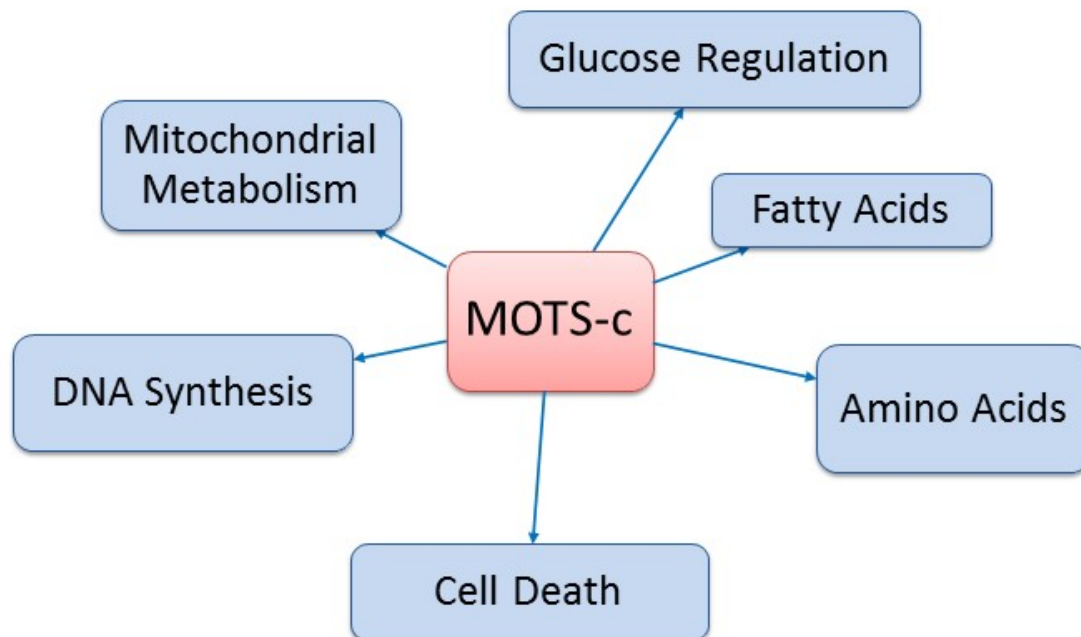 Glucose Regulation
Mitochondrial
Metabolism
Fatty Acids
MOTS-c
DNA Synthesis
Amino Acids
Cell Death